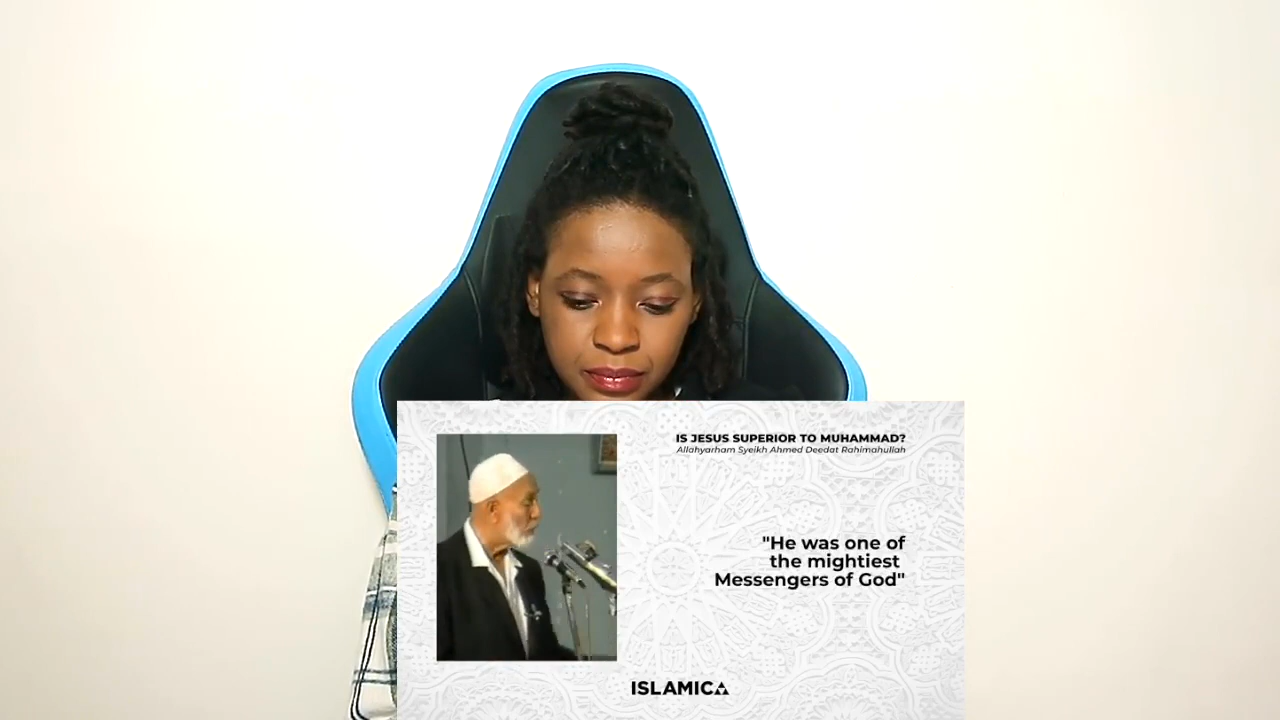 IS JESUS SUPERIOR TO MUHAMMAD?
Allahyarham Syeikh Ahmed Deedat Rahimahullah
"He was one of
the mightiest
Messengers of God"
ISLAMICA